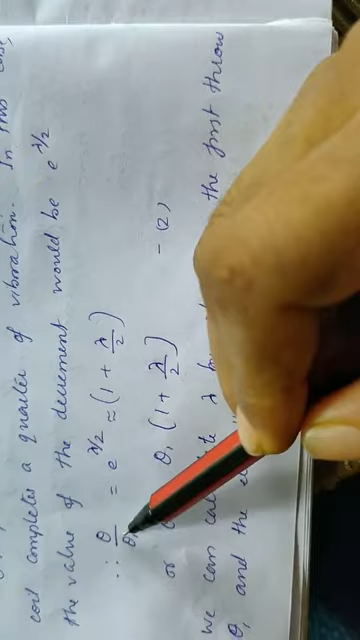 coil completes a quarter of vibration. In this case,
the value of the decrement would be e^λ/2
∴ θ/θ₁ = e^λ/2 ≈ (1 + λ/2)
or θ₁ (1 + λ/2) - (2)
we can the first throw
θ₁ and the